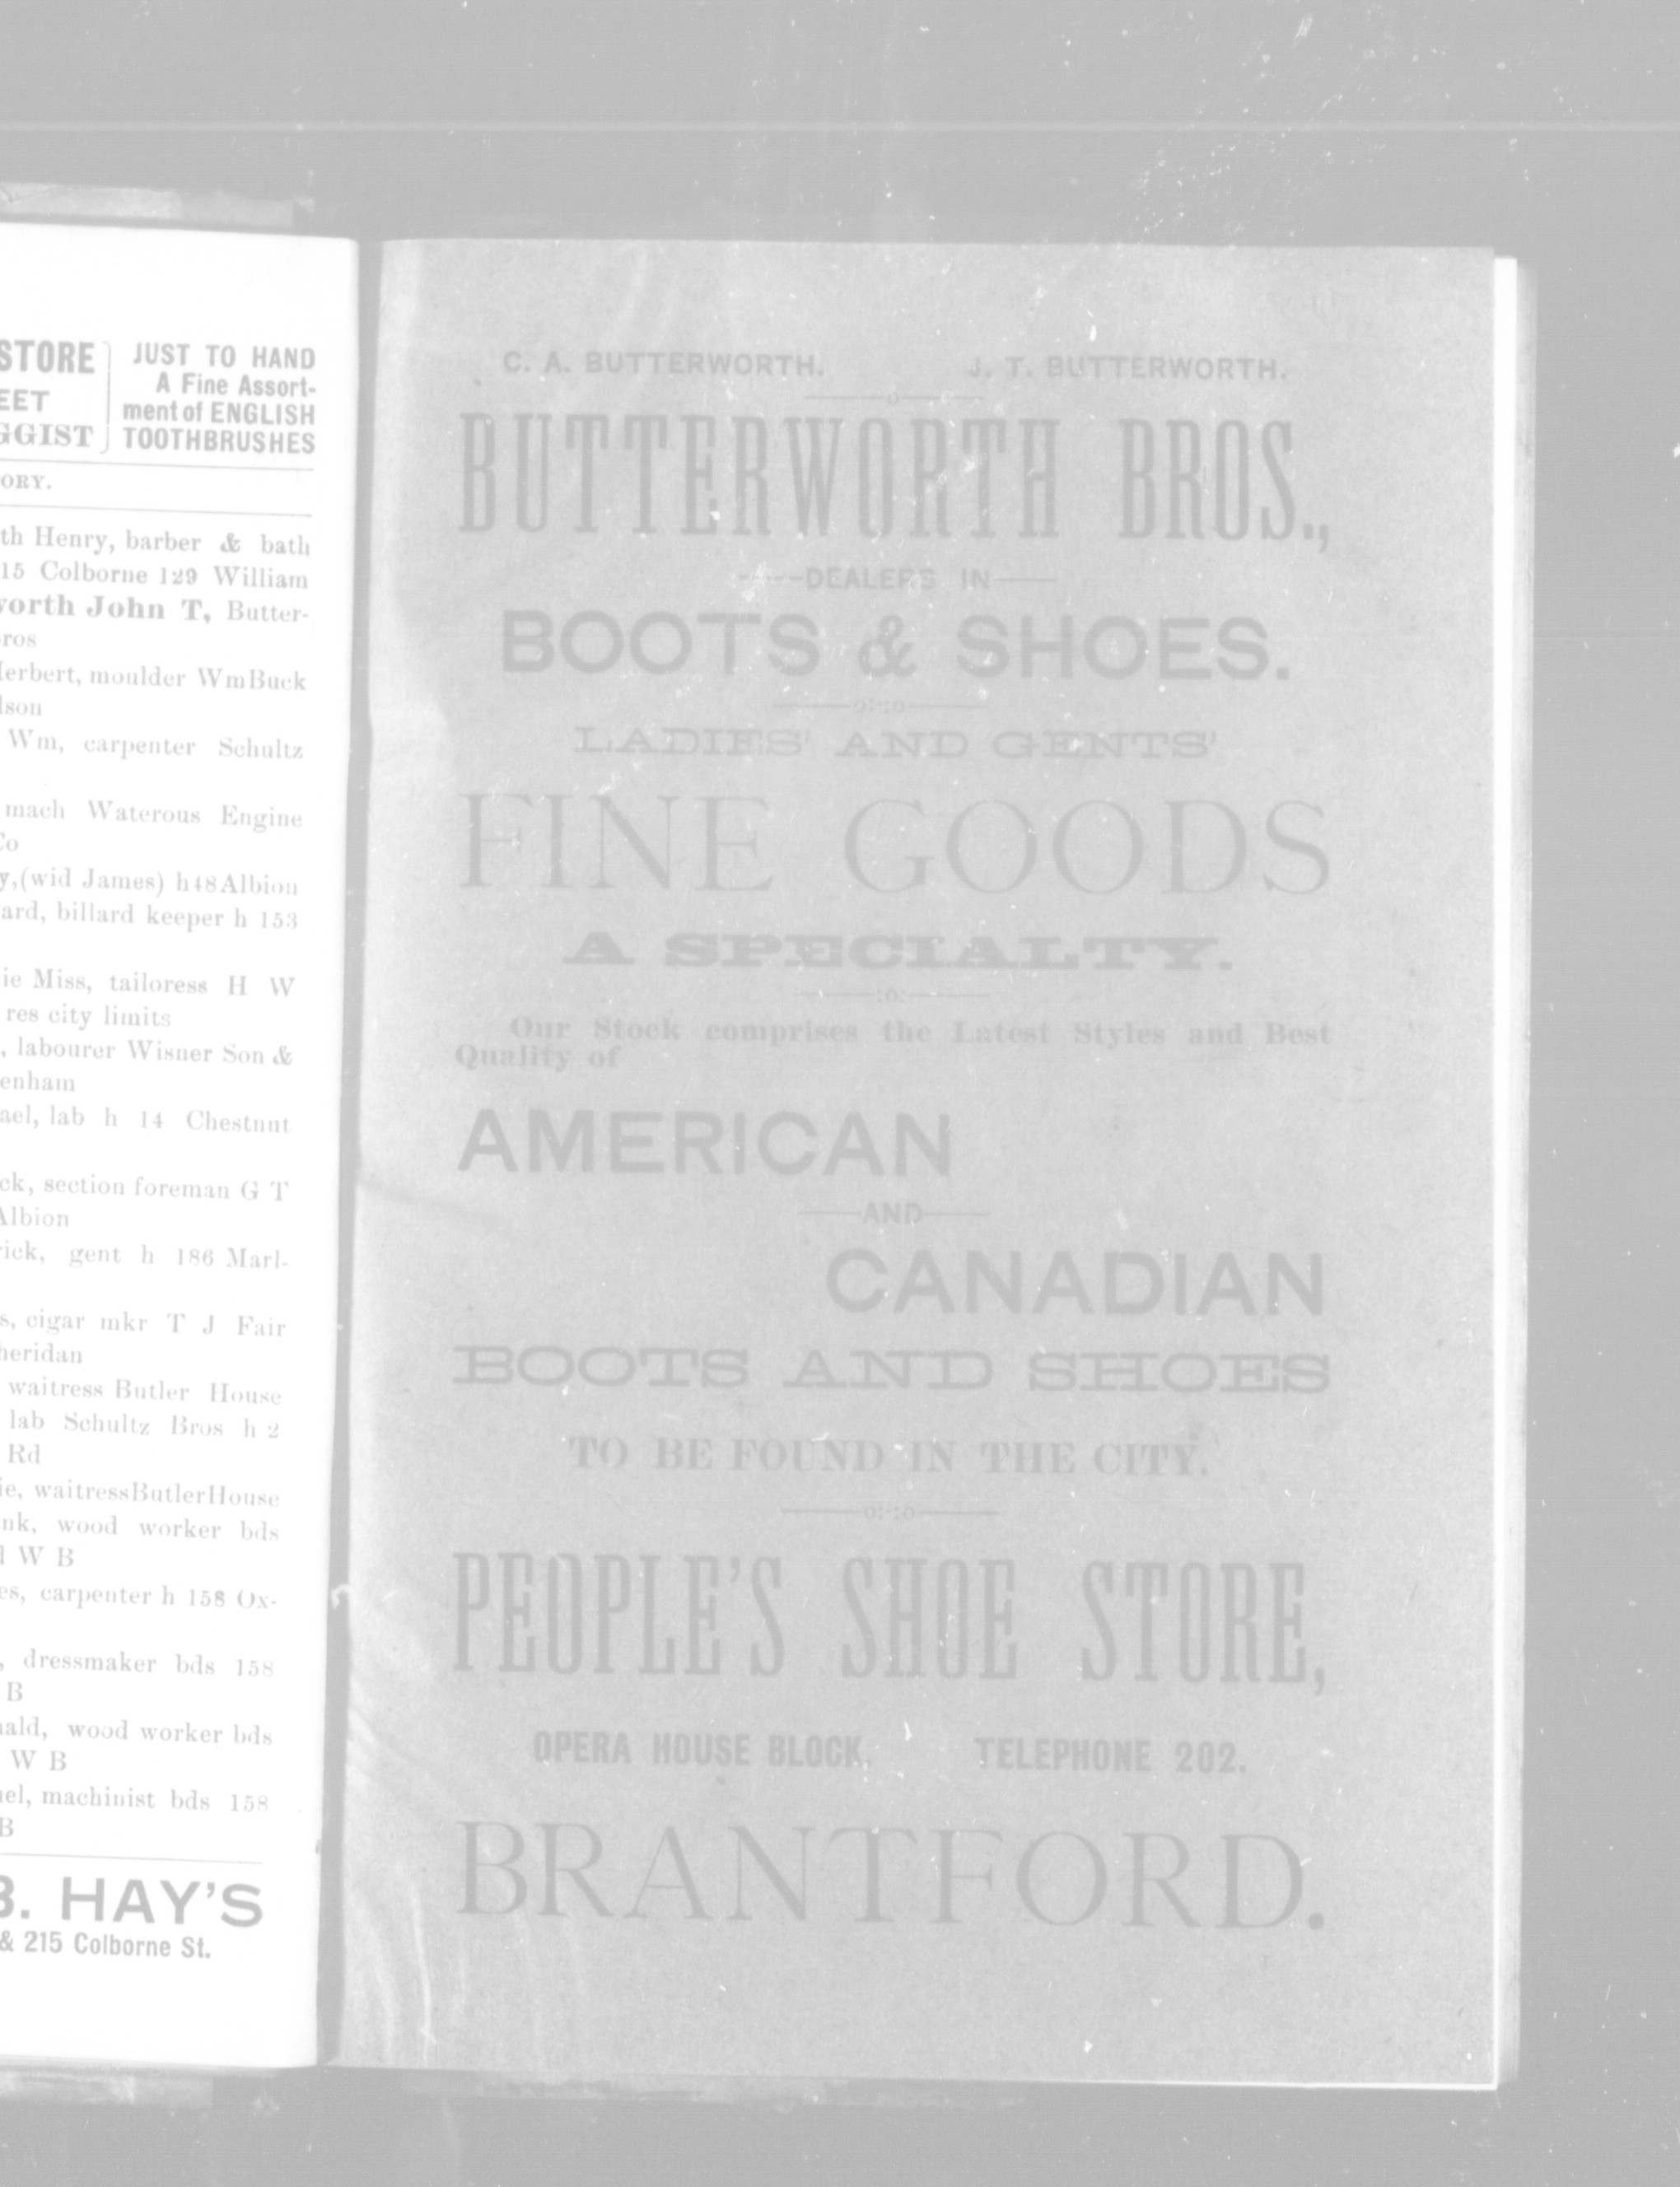 STORE
EET
GGIST
JUST TO HAND
A Fine Assort-
ment of ENGLISH
TOOTHBRUSHES
ORY.
th Henry, barber & bath
15 Colborne 129 William
worth John T, Butter-
ros
Herbert, moulder WmBuck
lson
Wm, carpenter Schultz
mach Waterous Engine
Co
y,(wid James) h48Albion
ard, billard keeper h 153
ie Miss, tailoress H W
res city limits
, labourer Wisner Son &
enham
ael, lab h 14 Chestnut
ck, section foreman G T
Albion
rick, gent h 186 Marl-
s, cigar mkr T J Fair
heridan
waitress Butler House
lab Schultz Bros h 2
Rd
ie, waitressButlerHouse
nk, wood worker bds
l W B
es, carpenter h 158 Ox-
, dressmaker bds 158
B
nald, wood worker bds
W B
uel, machinist bds 158
B
B. HAY'S
& 215 Colborne St.
C. A. BUTTERWORTH. J. T. BUTTERWORTH.
BUTTERWORTH BROS.,
DEALERS IN
BOOTS & SHOES.
LADIES' AND GENTS'
FINE GOODS
A SPECIALTY.
Our Stock comprises the Latest Styles and Best
Quality of
AMERICAN
AND
CANADIAN
BOOTS AND SHOES
TO BE FOUND IN THE CITY.
PEOPLE'S SHOE STORE,
OPERA HOUSE BLOCK. TELEPHONE 202.
BRANTFORD.